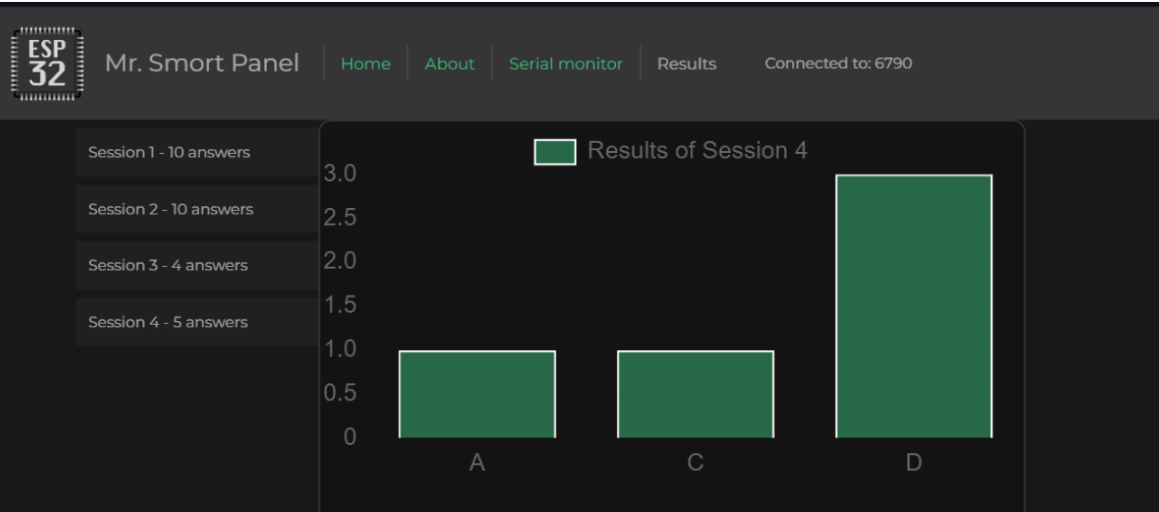 ESP
32
Mr. Smort Panel
Home
About
Serial monitor
Results
Connected to: 6790
Session 1 - 10 answers
Session 2 - 10 answers
Session 3 - 4 answers
Session 4 - 5 answers
Results of Session 4
3.0
2.5
2.0
1.5
1.0
0.5
0
A
C
D